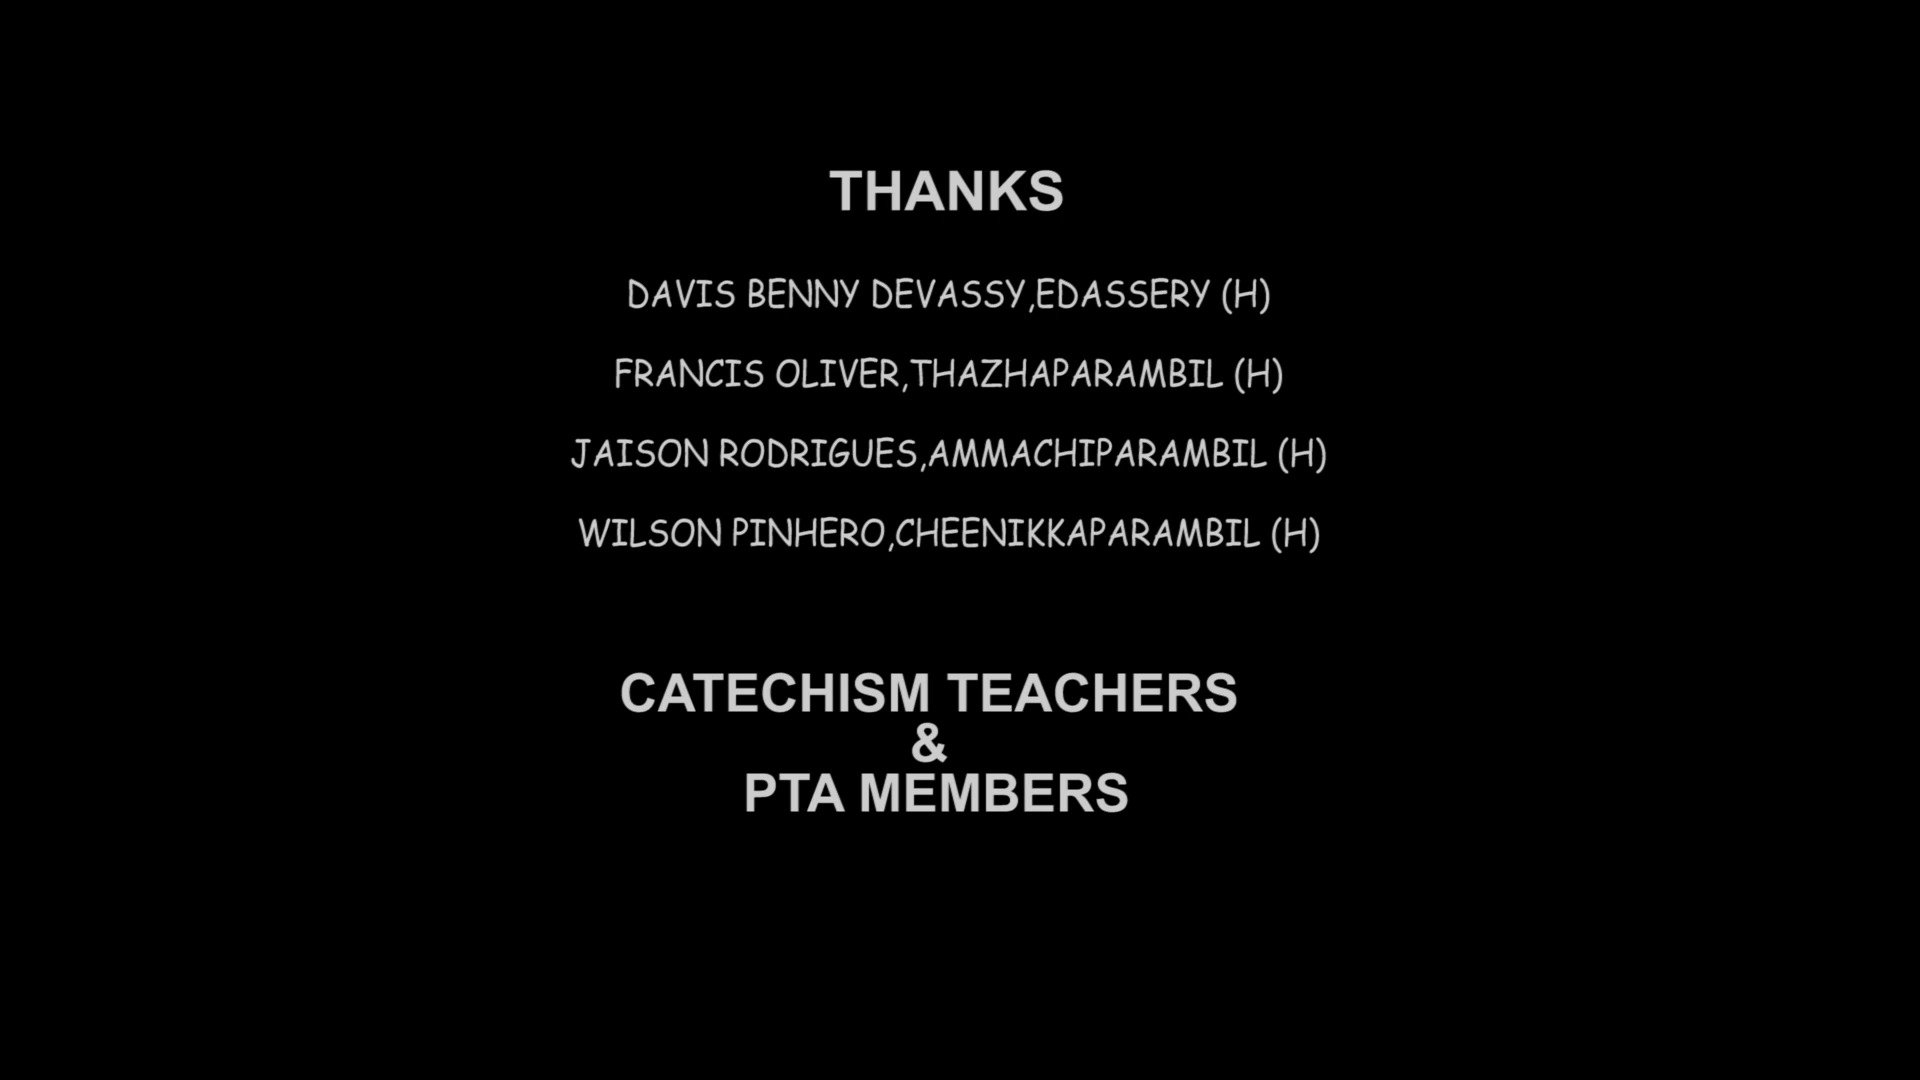 THANKS
DAVIS BENNY DEVASSY,EDASSERY (H)
FRANCIS OLIVER,THAZHAPARAMBIL (H)
JAISON RODRIGUES,AMMACHIPARAMBIL (H)
WILSON PINHERO,CHEENIKKAPARAMBIL (H)
CATECHISM TEACHERS
&
PTA MEMBERS